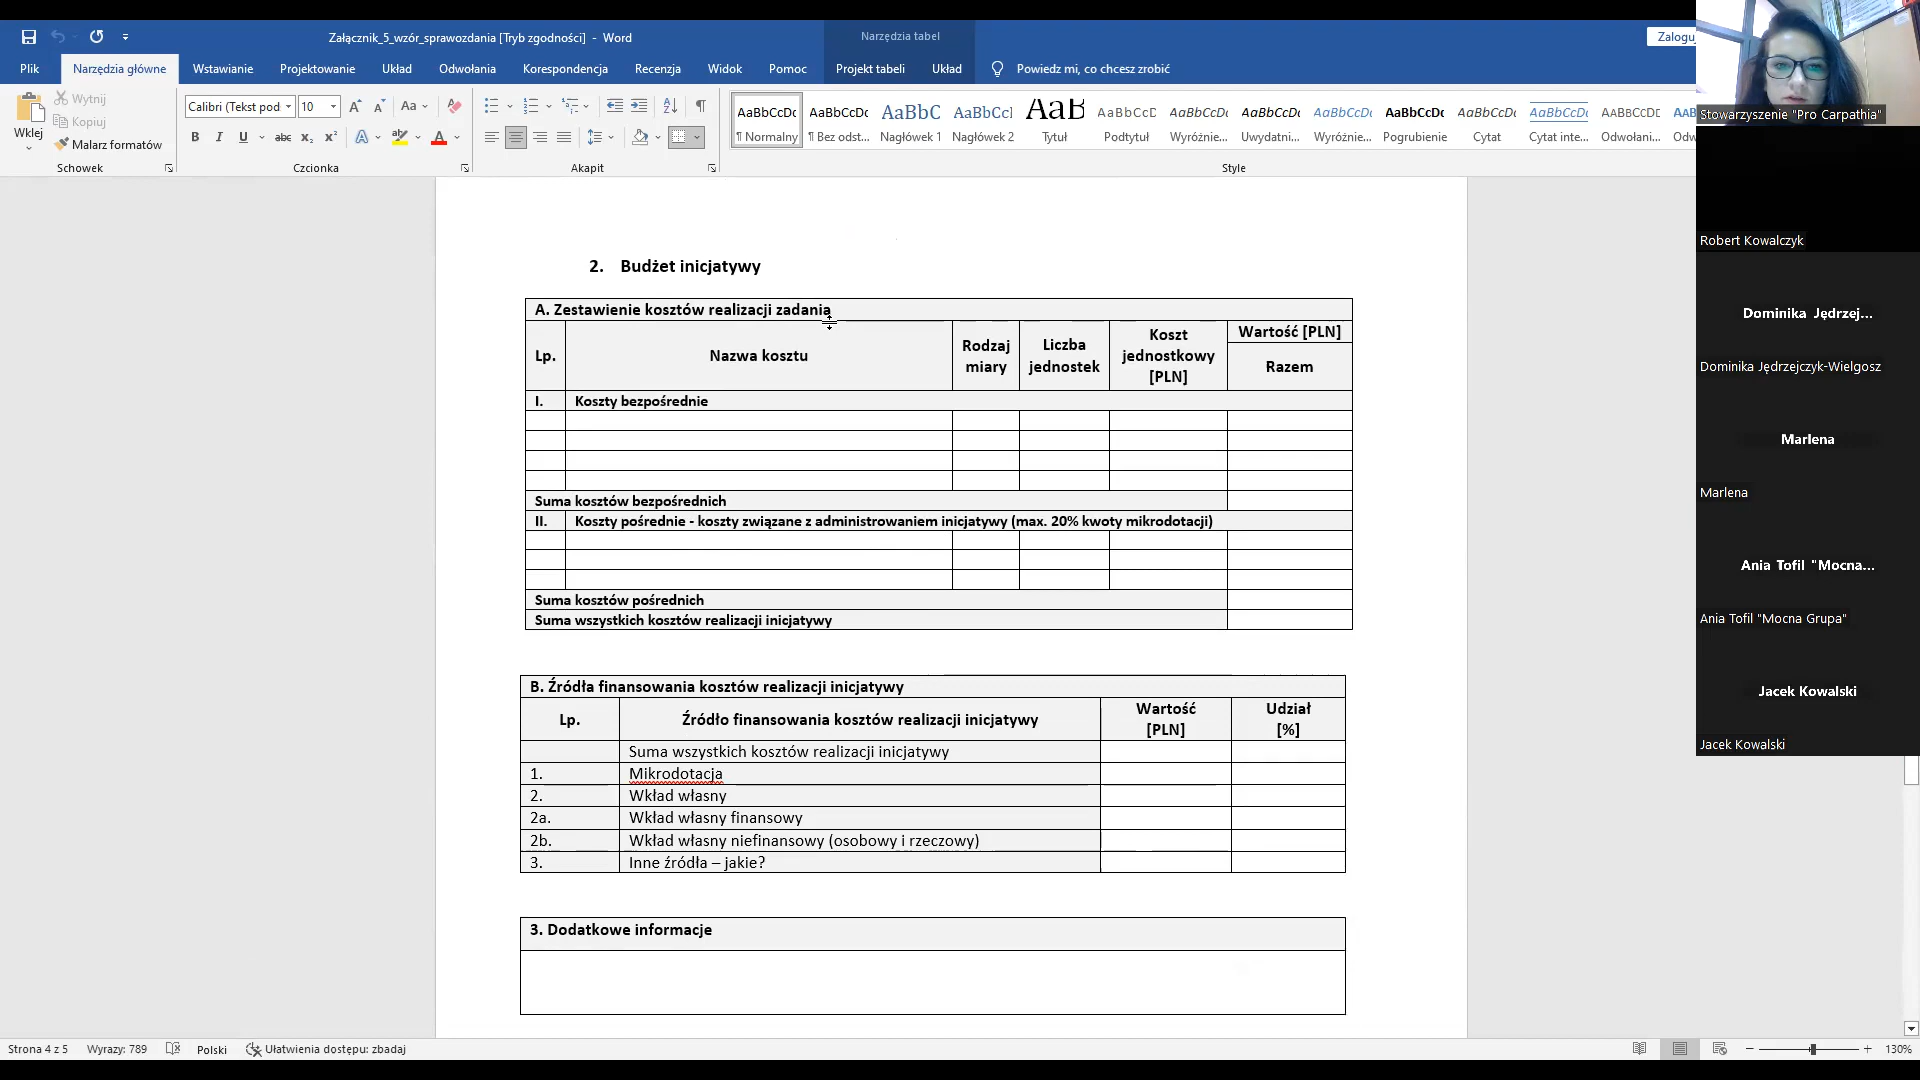 Załącznik_5_wzór_sprawozdania [Tryb zgodności] - Word
Narzędzia tabel
Plik
Narzędzia główne
Wstawianie
Projektowanie
Układ
Odwołania
Korespondencja
Recenzja
Widok
Pomoc
Projekt tabeli
Układ
Powiedz mi, co chcesz zrobić
Wklej
Wytnij
Kopiuj
Malarz formatów
Schowek
Calibri (Tekst pod
10
Czcionka
Akapit
AaBbCcDc
¶ Normalny
AaBbCcDc
¶ Bez odst...
AaBbC
Nagłówek 1
AaBbCcI
Nagłówek 2
AaB
Tytuł
AaBbCcD
Podtytuł
AaBbCcDc
Wyróżnie...
AaBbCcDc
Uwydatni...
AaBbCcDc
Wyróżnie...
AaBbCcDc
Pogrubienie
AaBbCcDc
Cytat
AaBbCcDc
Cytat inte...
AABBCCDC
Odwołani...
Style
Stowarzyszenie "Pro Carpathia"
Robert Kowalczyk
Dominika Jędrzej...
Dominika Jędrzejczyk-Wielgosz
Marlena
Marlena
Ania Tofil "Mocna...
Ania Tofil "Mocna Grupa"
Jacek Kowalski
Jacek Kowalski
2. Budżet inicjatywy
A. Zestawienie kosztów realizacji zadania
Lp.
Nazwa kosztu
Rodzaj miary
Liczba jednostek
Koszt jednostkowy [PLN]
Wartość [PLN]
Razem
I. Koszty bezpośrednie
Suma kosztów bezpośrednich
II. Koszty pośrednie - koszty związane z administrowaniem inicjatywy (max. 20% kwoty mikrodotacji)
Suma kosztów pośrednich
Suma wszystkich kosztów realizacji inicjatywy
B. Źródła finansowania kosztów realizacji inicjatywy
Lp.
Źródło finansowania kosztów realizacji inicjatywy
Wartość [PLN]
Udział [%]
Suma wszystkich kosztów realizacji inicjatywy
1. Mikrodotacja
2. Wkład własny
2a. Wkład własny finansowy
2b. Wkład własny niefinansowy (osobowy i rzeczowy)
3. Inne źródła – jakie?
3. Dodatkowe informacje
Strona 4 z 5
Wyrazy: 789
Polski
Ułatwienia dostępu: zbadaj
130%